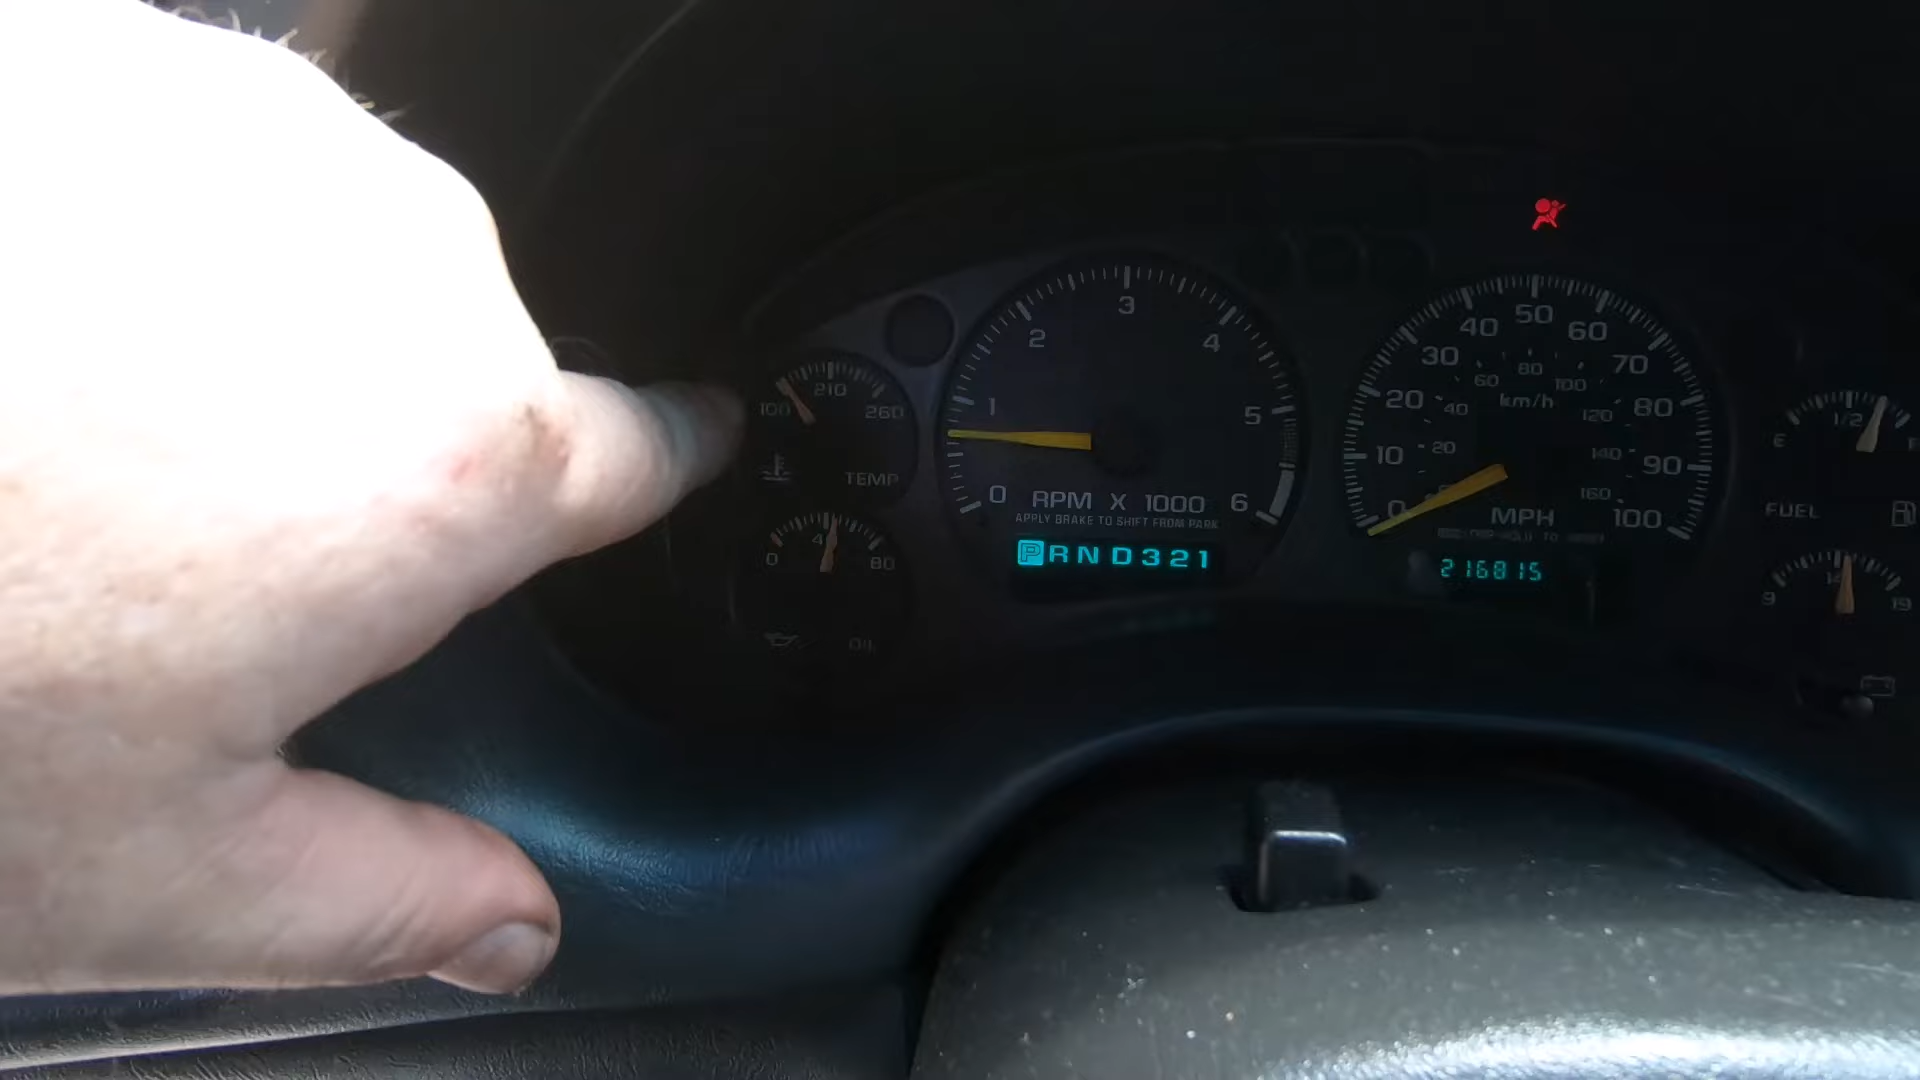 100 210 260
TEMP
0 40 80
OIL
0 1 2 3 4 5 6
RPM X 1000
APPLY BRAKE TO SHIFT FROM PARK
PRND321
0 10 20 30 40 50 60 70 80 90 100
20 40 60 80 100 120 140 160
km/h
MPH
216815
E 1/2 F
FUEL
9 19